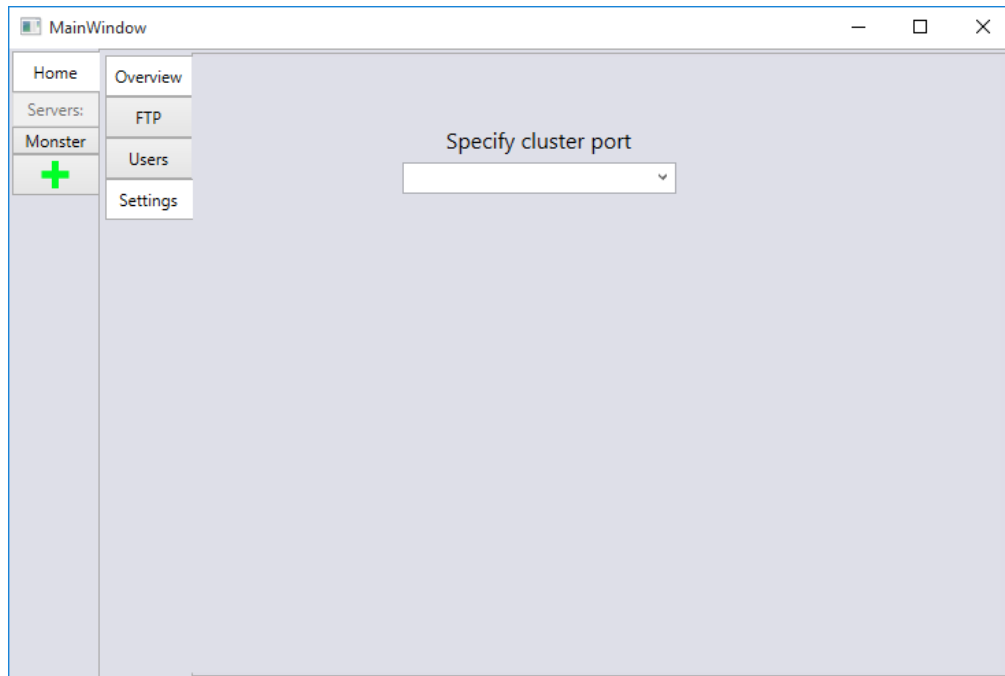 MainWindow
Home
Servers:
Monster
Overview
FTP
Users
Settings
Specify cluster port